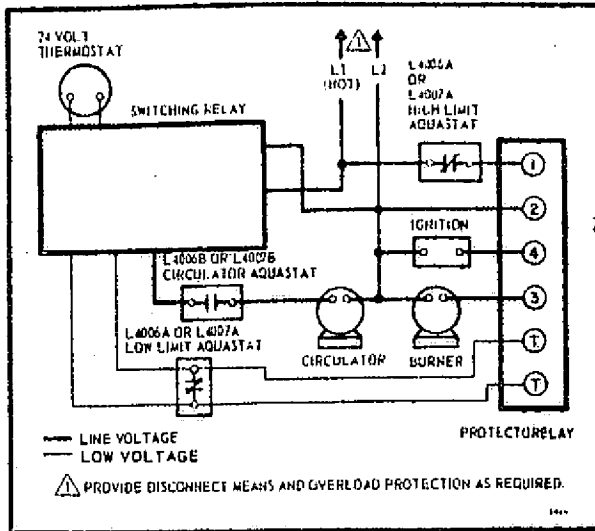 24 VOLT
THERMOSTAT
SWITCHING RELAY
L1
(HOT)
L2
1
L4006A
OR
L4007A
HIGH LIMIT
AQUASTAT
1
2
IGNITION
4
3
T
T
L4006B OR L4007B
CIRCULATOR AQUASTAT
L4006A OR L4007A
LOW LIMIT AQUASTAT
CIRCULATOR
BURNER
PROTECTORELAY
LINE VOLTAGE
LOW VOLTAGE
1 PROVIDE DISCONNECT MEANS AND OVERLOAD PROTECTION AS REQUIRED.